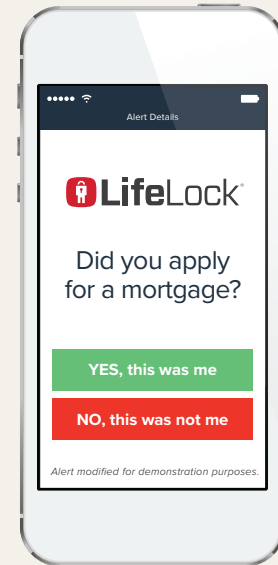 Alert Details
LifeLock®
Did you apply
for a mortgage?
YES, this was me
NO, this was not me
Alert modified for demonstration purposes.